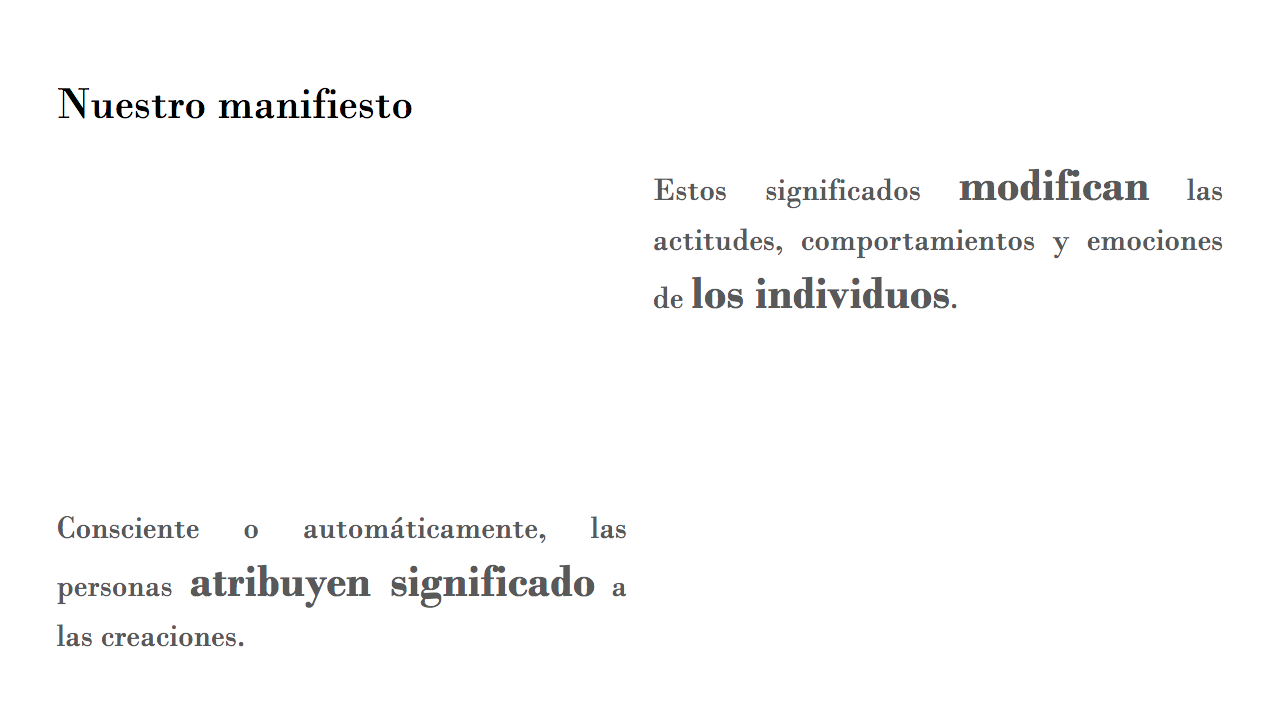 Nuestro manifiesto
Estos significados modifican las
actitudes, comportamientos y emociones
de los individuos.
Consciente o automáticamente, las
personas atribuyen significado a
las creaciones.